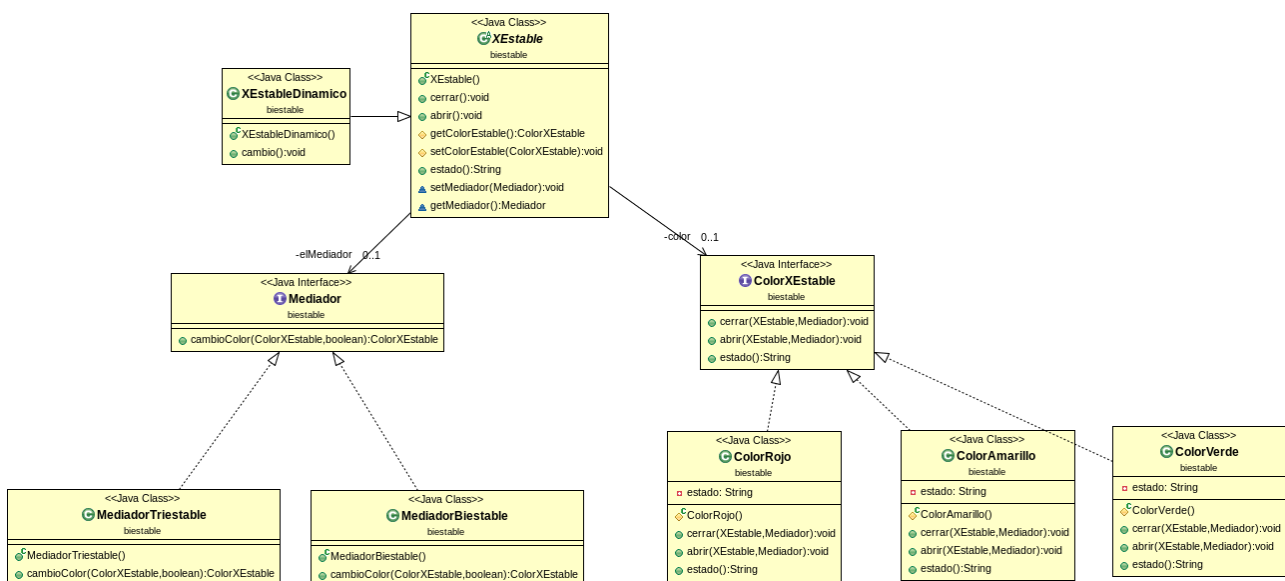 <<Java Class>>
XEstable
biestable
XEstable()
cerrar():void
abrir():void
getColorEstable():ColorXEstable
setColorEstable(ColorXEstable):void
estado():String
setMediador(Mediador):void
getMediador():Mediador
<<Java Class>>
XEstableDinamico
biestable
XEstableDinamico()
cambio():void
-elMediador 0..1
-color 0..1
<<Java Interface>>
Mediador
biestable
cambioColor(ColorXEstable,boolean):ColorXEstable
<<Java Interface>>
ColorXEstable
biestable
cerrar(XEstable,Mediador):void
abrir(XEstable,Mediador):void
estado():String
<<Java Class>>
MediadorTriestable
biestable
MediadorTriestable()
cambioColor(ColorXEstable,boolean):ColorXEstable
<<Java Class>>
MediadorBiestable
biestable
MediadorBiestable()
cambioColor(ColorXEstable,boolean):ColorXEstable
<<Java Class>>
ColorRojo
biestable
estado: String
ColorRojo()
cerrar(XEstable,Mediador):void
abrir(XEstable,Mediador):void
estado():String
<<Java Class>>
ColorAmarillo
biestable
estado: String
ColorAmarillo()
cerrar(XEstable,Mediador):void
abrir(XEstable,Mediador):void
estado():String
<<Java Class>>
ColorVerde
biestable
estado: String
ColorVerde()
cerrar(XEstable,Mediador):void
abrir(XEstable,Mediador):void
estado():String